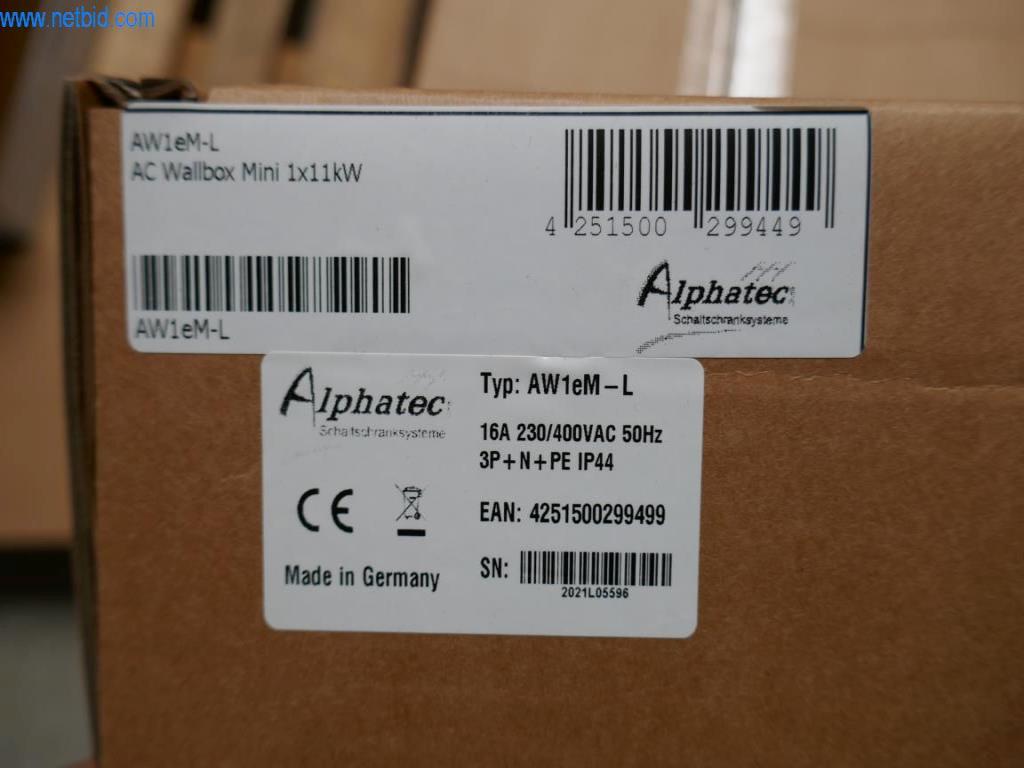 www.netbid.com
AW1eM-L
AC Wallbox Mini 1x11kW
4 251500 299449
AW1eM-L
Alphatec
Schaltschranksysteme
Alphatec
Schaltschranksysteme
Typ: AW1eM-L
16A 230/400VAC 50Hz
3P+N+PE IP44
CE
EAN: 4251500299499
Made in Germany
SN:
2021L05596